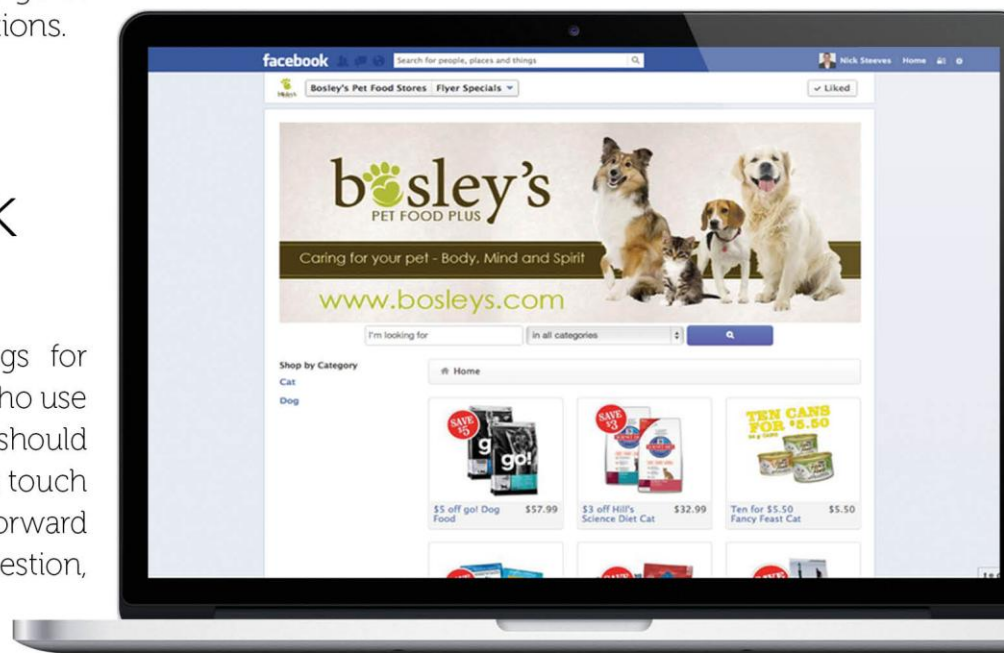 tions.
K
gs for
ho use
should
touch
orward
estion,
facebook
Search for people, places and things
Nick Steeves Home
Bosley's Pet Food Stores Flyer Specials
✓ Liked
bosley's
PET FOOD PLUS
Caring for your pet - Body, Mind and Spirit
www.bosleys.com
I'm looking for
in all categories
Shop by Category
Cat
Dog
Home
SAVE $5
go!
go!
SAVE $3
TEN CANS
FOR $5.50
$5 off go! Dog Food $57.99
$3 off Hill's Science Diet Cat $32.99
Ten for $5.50 Fancy Feast Cat $5.50